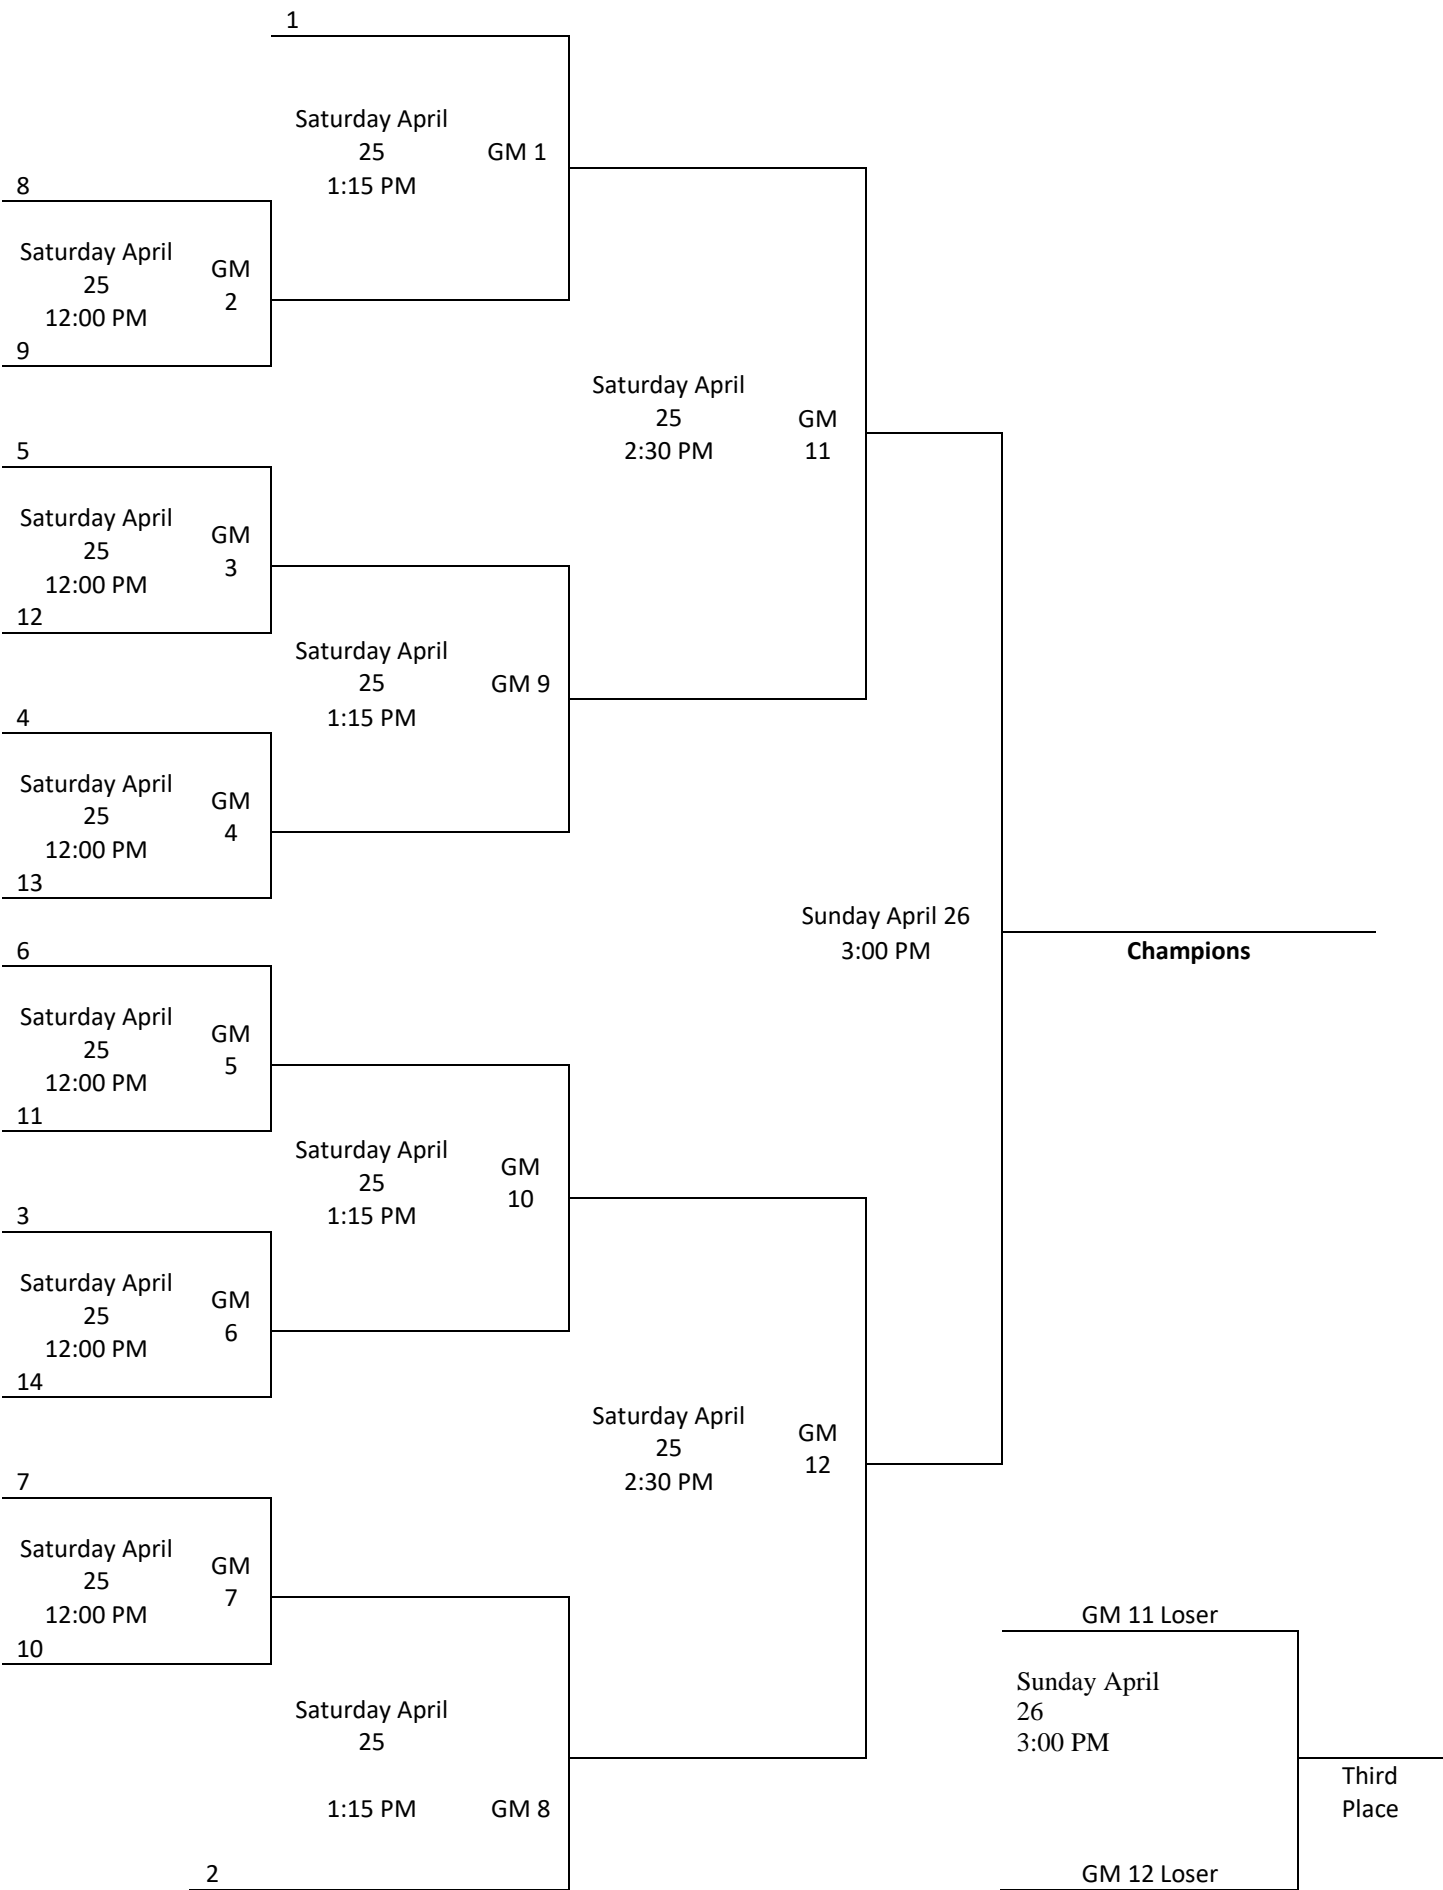 1
Saturday April
25
GM 1
1:15 PM
8
Saturday April
25
12:00 PM
GM
2
9
Saturday April
25
2:30 PM
GM
11
5
Saturday April
25
12:00 PM
GM
3
12
Saturday April
25
GM 9
1:15 PM
4
Saturday April
25
12:00 PM
GM
4
13
Sunday April 26
3:00 PM
Champions
6
Saturday April
25
12:00 PM
GM
5
11
Saturday April
25
1:15 PM
GM
10
3
Saturday April
25
12:00 PM
GM
6
14
Saturday April
25
2:30 PM
GM
12
7
Saturday April
25
12:00 PM
GM
7
10
GM 11 Loser
Sunday April
26
3:00 PM
Saturday April
25
1:15 PM
GM 8
Third
Place
2
GM 12 Loser